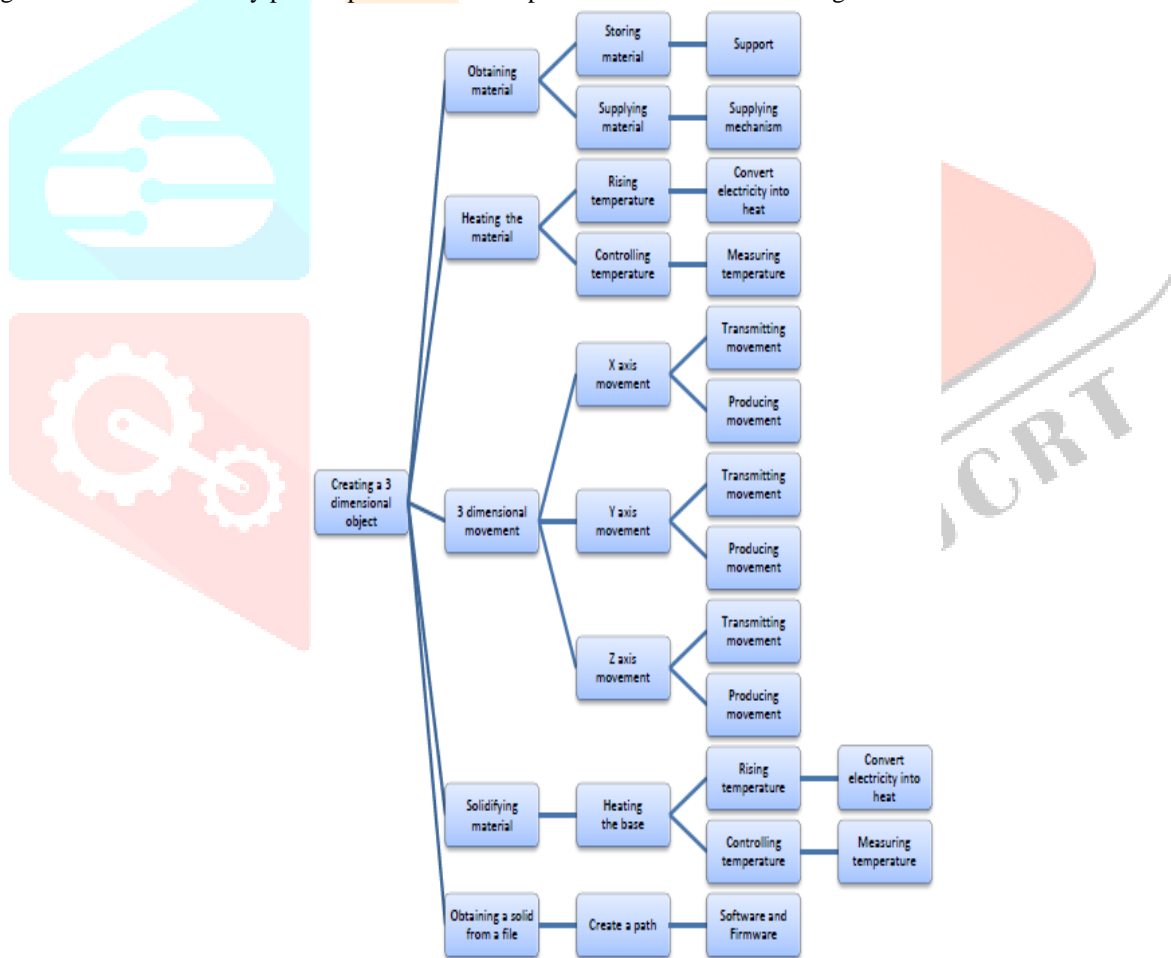 Creating a 3
dimensional
object
Obtaining
material
Storing
material
Support
Supplying
material
Supplying
mechanism
Heating the
material
Rising
temperature
Convert
electricity into
heat
Controlling
temperature
Measuring
temperature
3 dimensional
movement
X axis
movement
Transmitting
movement
Producing
movement
Y axis
movement
Transmitting
movement
Producing
movement
Z axis
movement
Transmitting
movement
Producing
movement
Solidifying
material
Heating
the base
Rising
temperature
Convert
electricity into
heat
Controlling
temperature
Measuring
temperature
Obtaining a solid
from a file
Create a path
Software and
Firmware
CRT